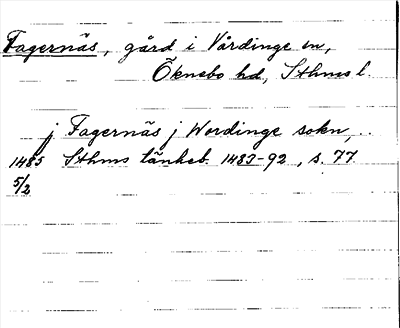 Fagernäs, gård i Vårdinge sn,
Öknebo hd, Sthms l.
j Fagernäs j Wordinge sokn, ..
1485 Sthms tänkeb. 1483-92, s. 77.
5/2